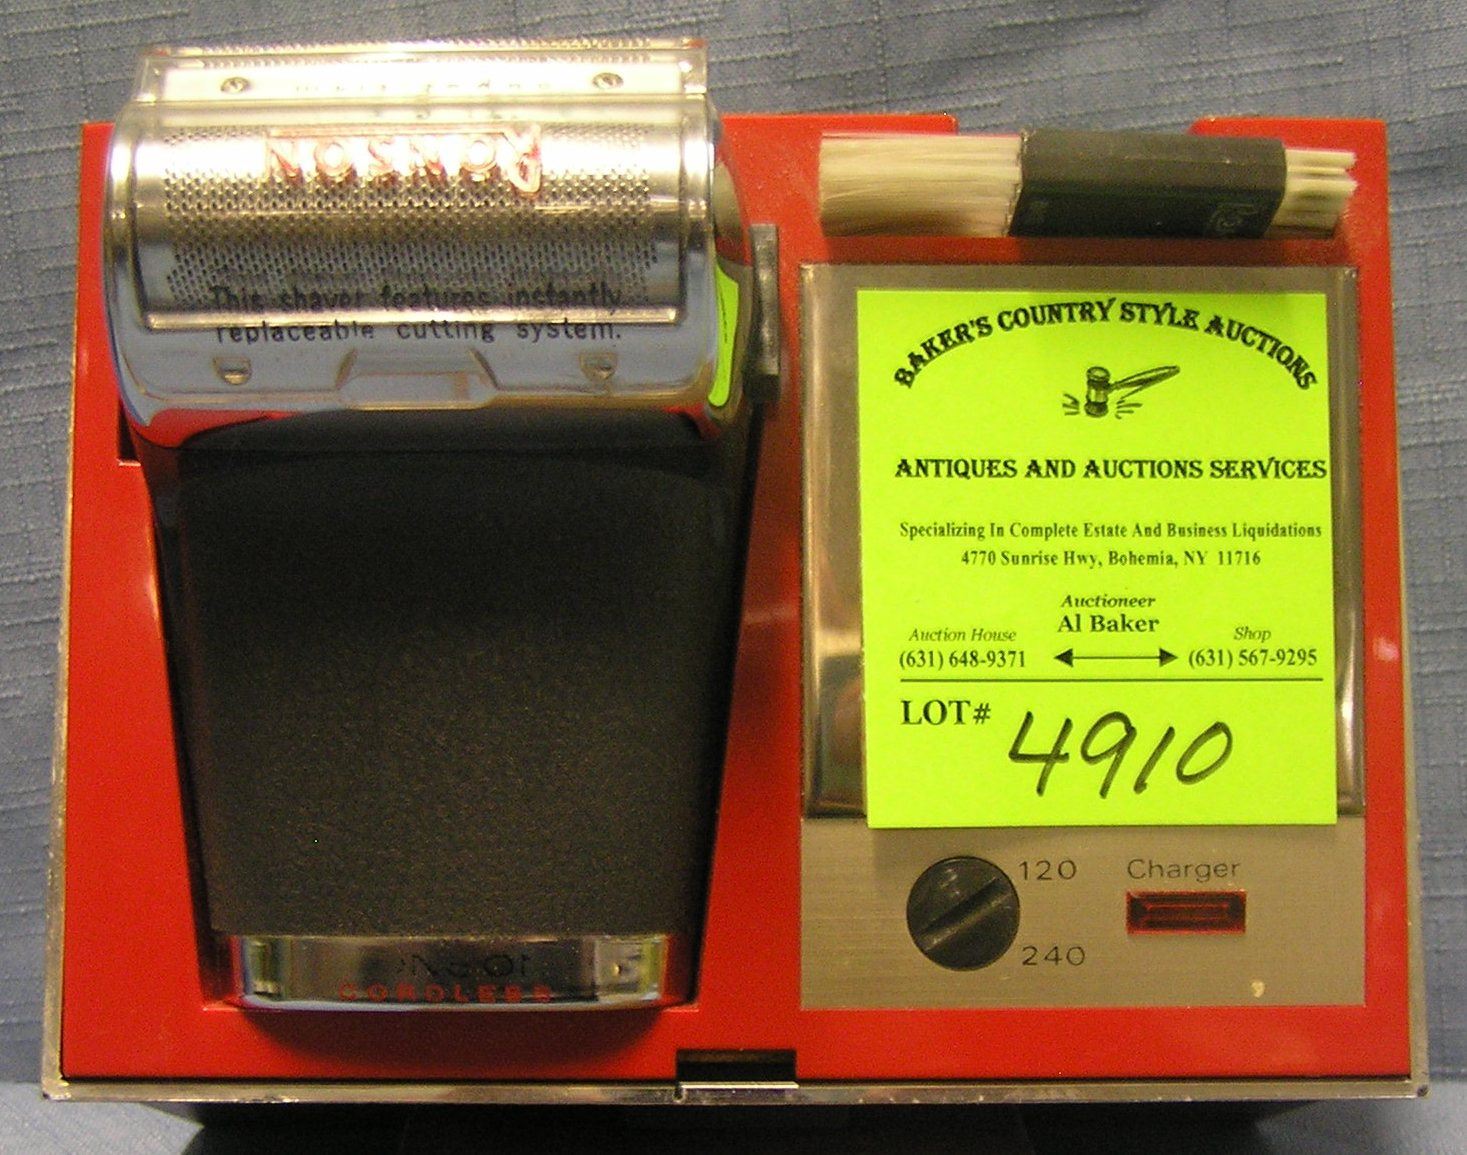 RONSON
This shaver features instantly
replaceable cutting system.
CORDLESS
BAKER'S COUNTRY STYLE AUCTIONS
ANTIQUES AND AUCTIONS SERVICES
Specializing In Complete Estate And Business Liquidations
4770 Sunrise Hwy, Bohemia, NY 11716
Auctioneer
Al Baker
Auction House
(631) 648-9371
Shop
(631) 567-9295
LOT# 4910
120
240
Charger